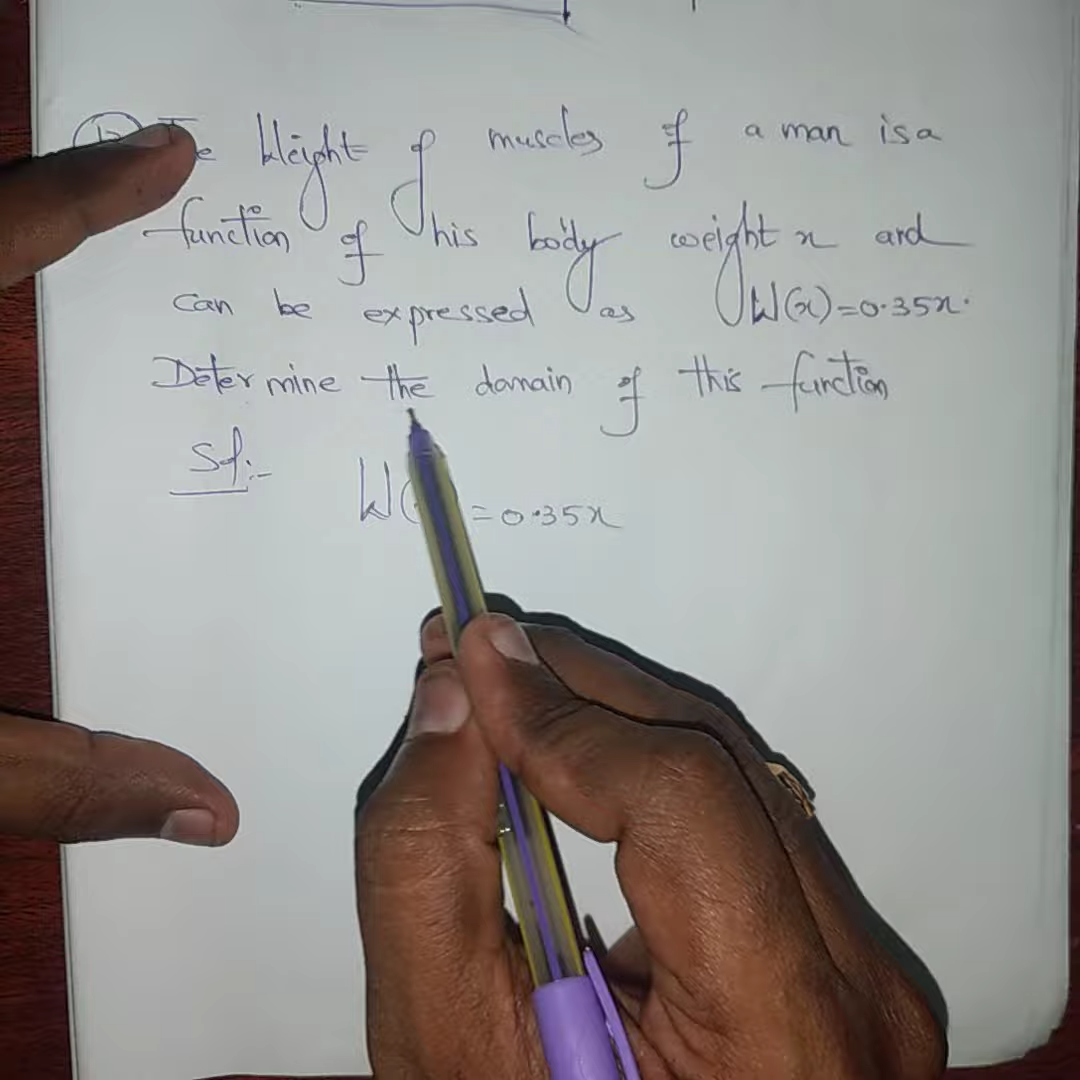 Weight of muscles of a man is a
function of his body weight x and
can be expressed as W(x)=0.35x.
Determine the domain of this function
Sol:-
W( =0.35x